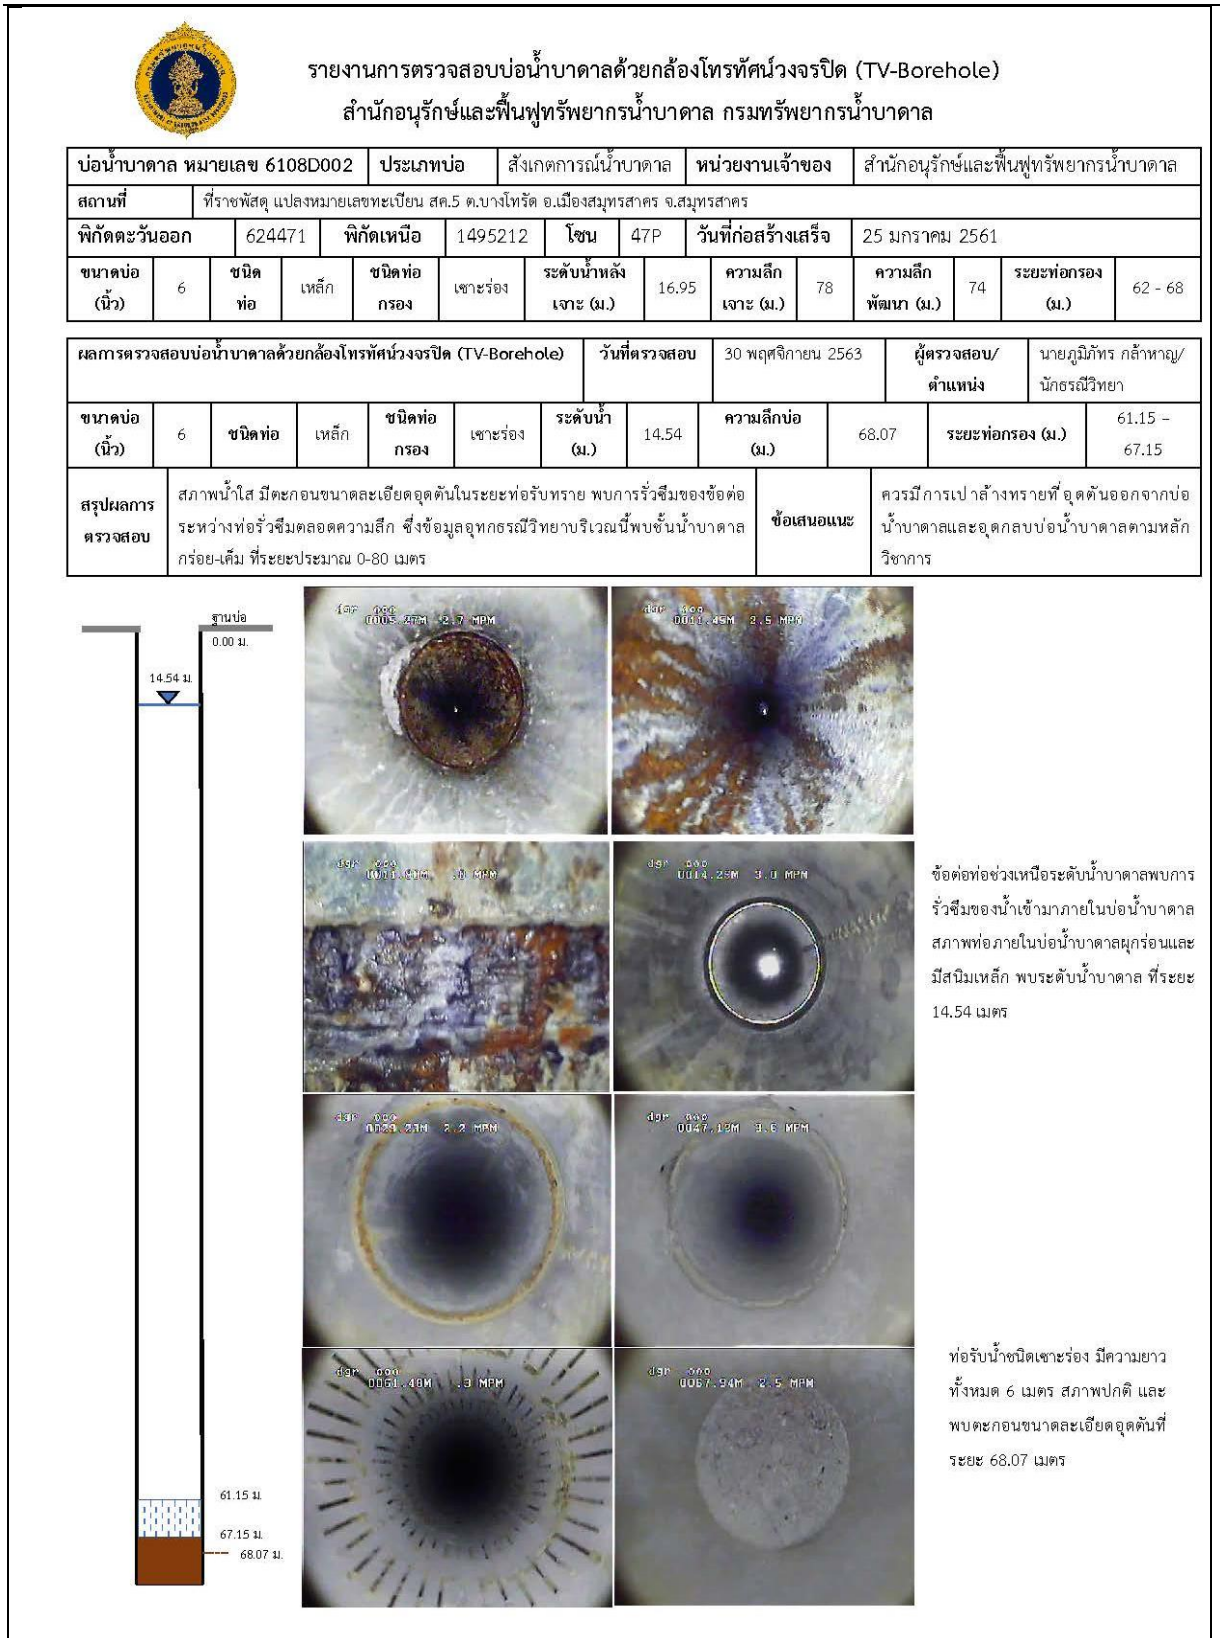 รายงานการตรวจสอบบ่อน้ำบาดาลด้วยกล้องโทรทัศน์วงจรปิด (TV-Borehole)
สำนักอนุรักษ์และฟื้นฟูทรัพยากรน้ำบาดาล กรมทรัพยากรน้ำบาดาล
บ่อน้ำบาดาล หมายเลข 6108D002 ประเภทบ่อ สังเกตการณ์น้ำบาดาล หน่วยงานเจ้าของ สำนักอนุรักษ์และฟื้นฟูทรัพยากรน้ำบาดาล
สถานที่ ที่ราชพัสดุ แปลงหมายเลขทะเบียน สค.5 ต.บางโทรัด อ.เมืองสมุทรสาคร จ.สมุทรสาคร
พิกัดตะวันออก 624471 พิกัดเหนือ 1495212 โซน 47P วันที่ก่อสร้างเสร็จ 25 มกราคม 2561
ขนาดบ่อ (นิ้ว) 6 ชนิดท่อ เหล็ก ชนิดท่อกรอง เซาะร่อง ระดับน้ำหลังเจาะ (ม.) 16.95 ความลึกเจาะ (ม.) 78 ความลึกพัฒนา (ม.) 74 ระยะท่อกรอง (ม.) 62 - 68
ผลการตรวจสอบบ่อน้ำบาดาลด้วยกล้องโทรทัศน์วงจรปิด (TV-Borehole) วันที่ตรวจสอบ 30 พฤศจิกายน 2563 ผู้ตรวจสอบ/ตำแหน่ง นายภูมิภัทร กล้าหาญ/นักธรณีวิทยา
ขนาดบ่อ (นิ้ว) 6 ชนิดท่อ เหล็ก ชนิดท่อกรอง เซาะร่อง ระดับน้ำ (ม.) 14.54 ความลึกบ่อ (ม.) 68.07 ระยะท่อกรอง (ม.) 61.15 – 67.15
สรุปผลการตรวจสอบ
สภาพน้ำใส มีตะกอนขนาดละเอียดอุดตันในระยะท่อรับทราย พบการรั่วซึมของข้อต่อ
ระหว่างท่อรั่วซึมตลอดความลึก ซึ่งข้อมูลอุทกธรณีวิทยาบริเวณนี้พบชั้นน้ำบาดาล
กร่อย-เค็ม ที่ระยะประมาณ 0-80 เมตร
ข้อเสนอแนะ
ควรมีการเป่าล้างทรายที่อุดตันออกจากบ่อ
น้ำบาดาลและอุดกลบบ่อน้ำบาดาลตามหลัก
วิชาการ
ฐานบ่อ
0.00 ม.
14.54 ม.
dgr
2.7 MPM
dgr
0011.45M 2.5 MPM
dgr
dgr
3.0 MPM
ข้อต่อท่อช่วงเหนือระดับน้ำบาดาลพบการ
รั่วซึมของน้ำเข้ามาภายในบ่อน้ำบาดาล
สภาพท่อภายในบ่อน้ำบาดาลผุกร่อนและ
มีสนิมเหล็ก พบระดับน้ำบาดาล ที่ระยะ
14.54 เมตร
dgr
2.2 MPM
dgr
3.6 MPM
dgr
.3 MPM
dgr
0067.94M 2.5 MPM
ท่อรับน้ำชนิดเซาะร่อง มีความยาว
ทั้งหมด 6 เมตร สภาพปกติ และ
พบตะกอนขนาดละเอียดอุดตันที่
ระยะ 68.07 เมตร
61.15 ม.
67.15 ม.
68.07 ม.